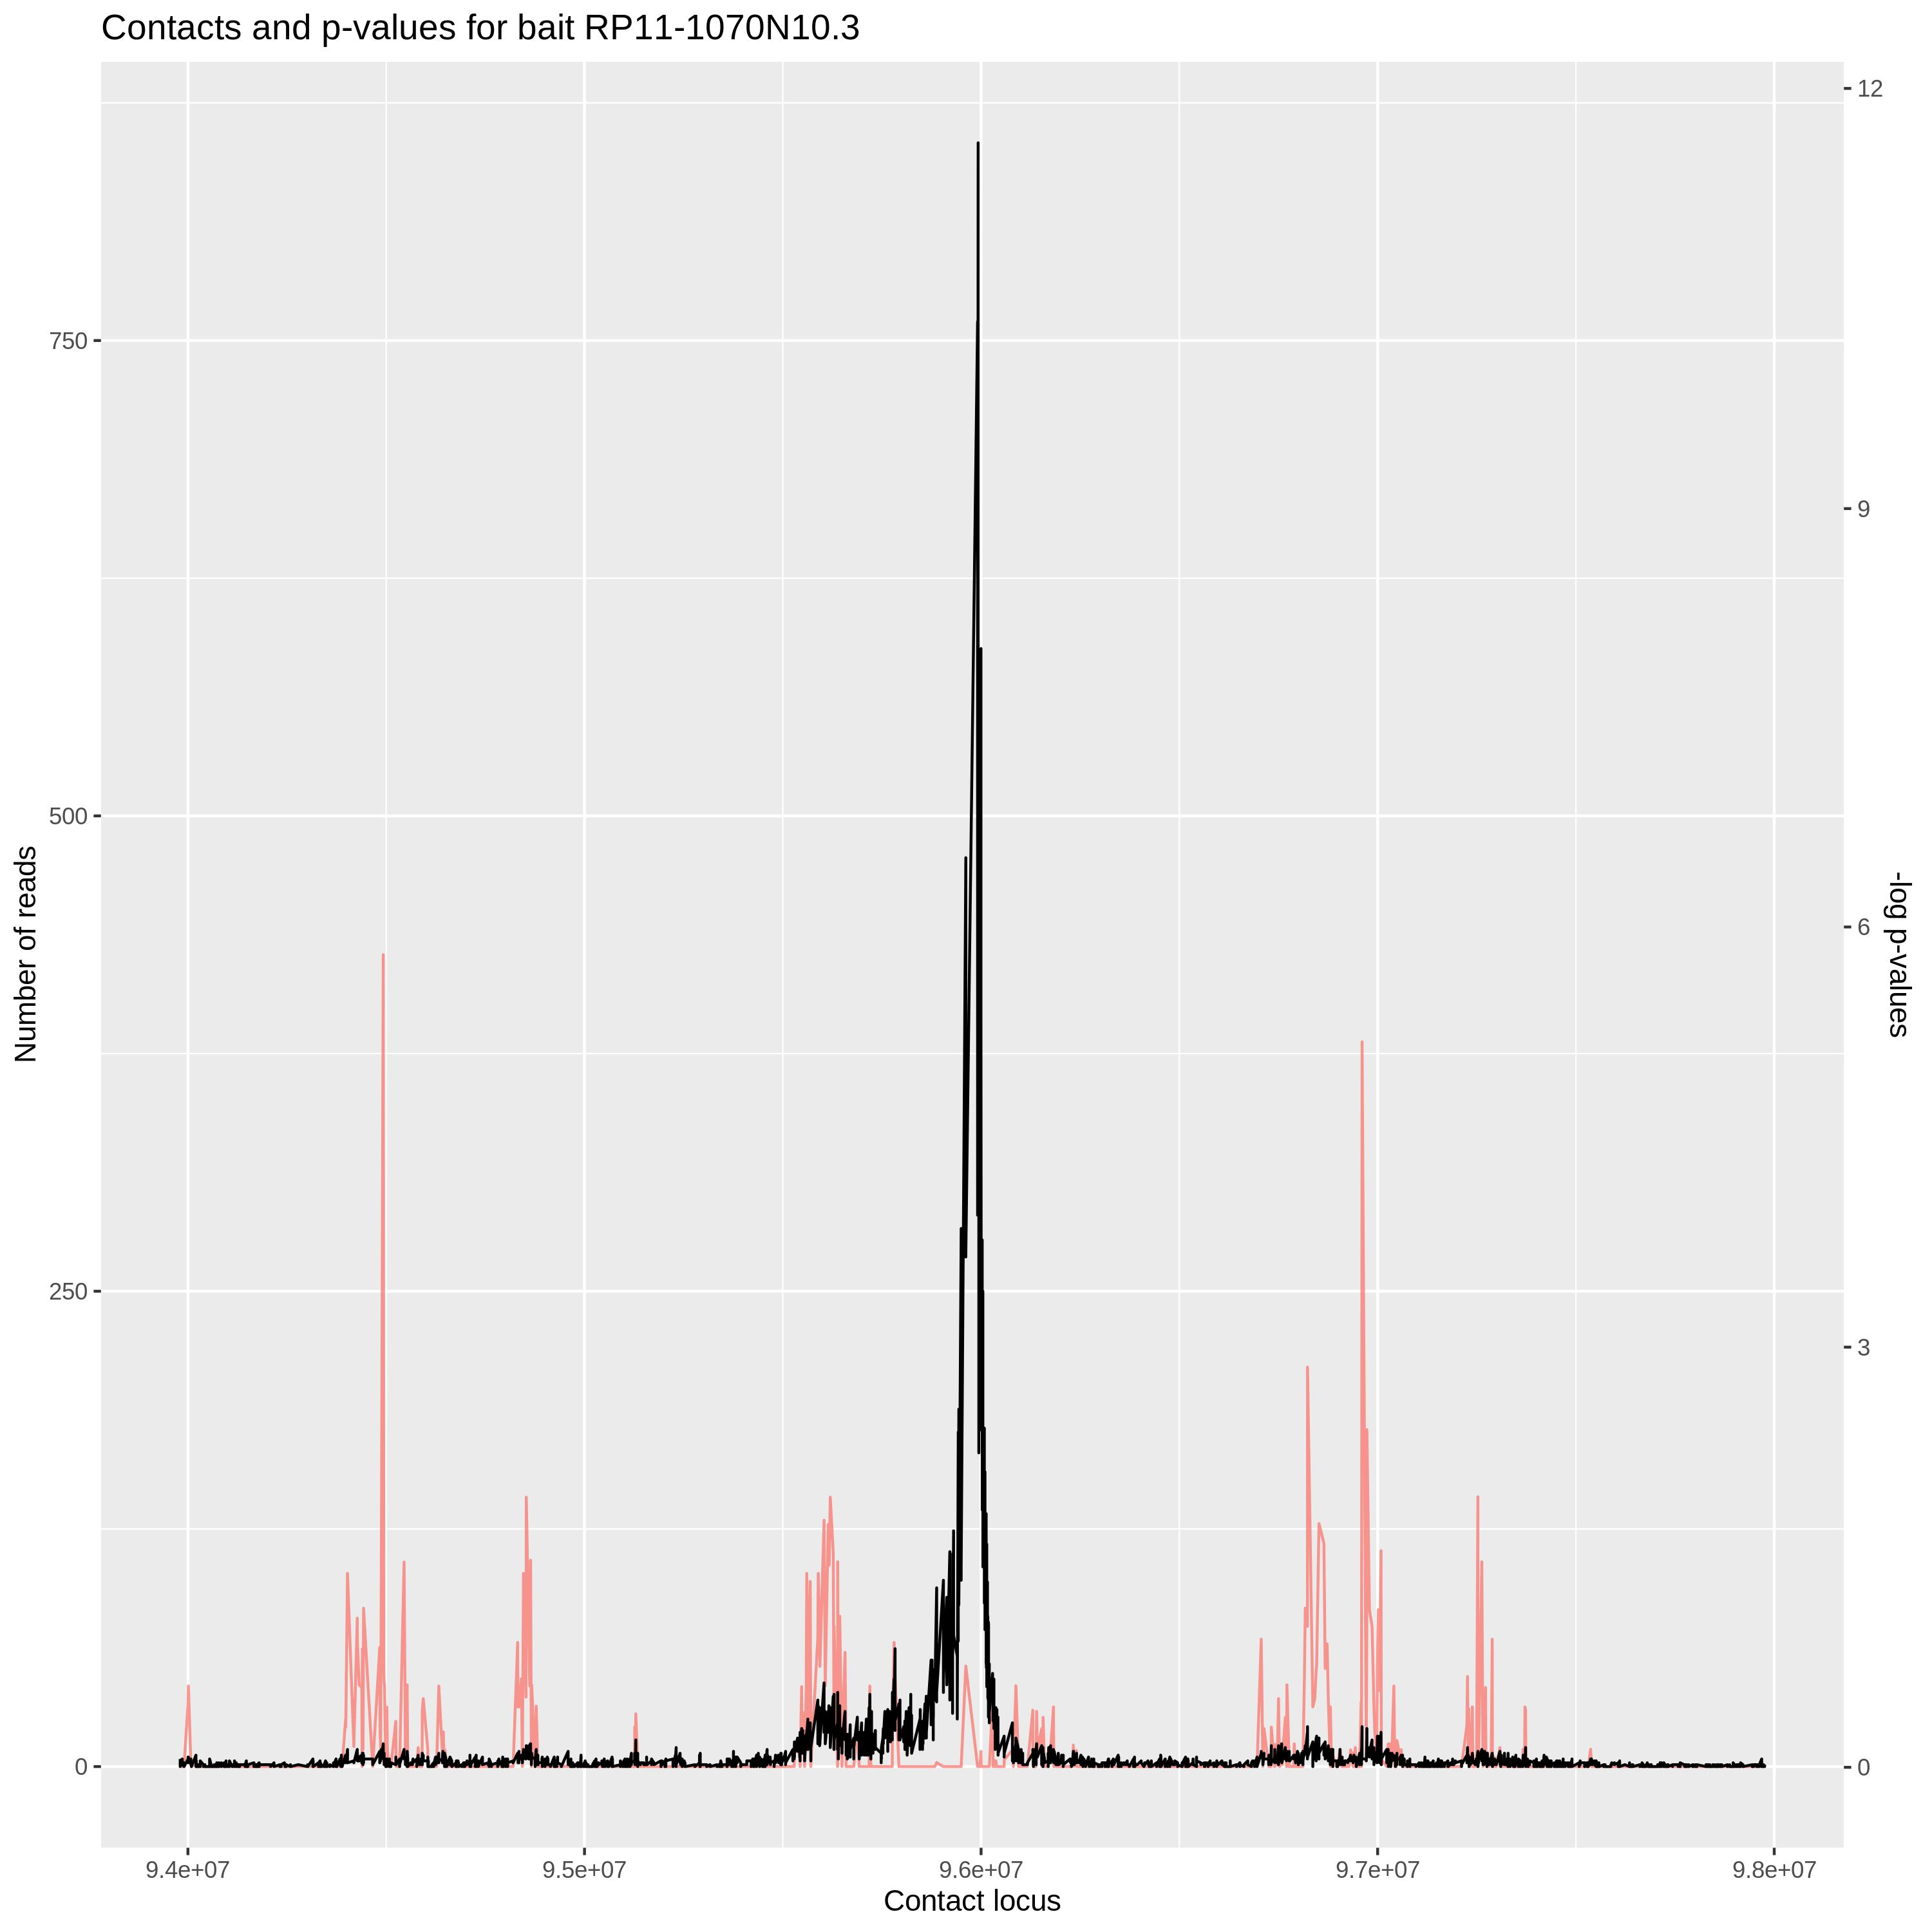 Contacts and p-values for bait RP11-1070N10.3
12
750
9
500
Number of reads
-log p-values
6
250
3
0
0
9.4e+07
9.5e+07
9.6e+07
9.7e+07
9.8e+07
Contact locus